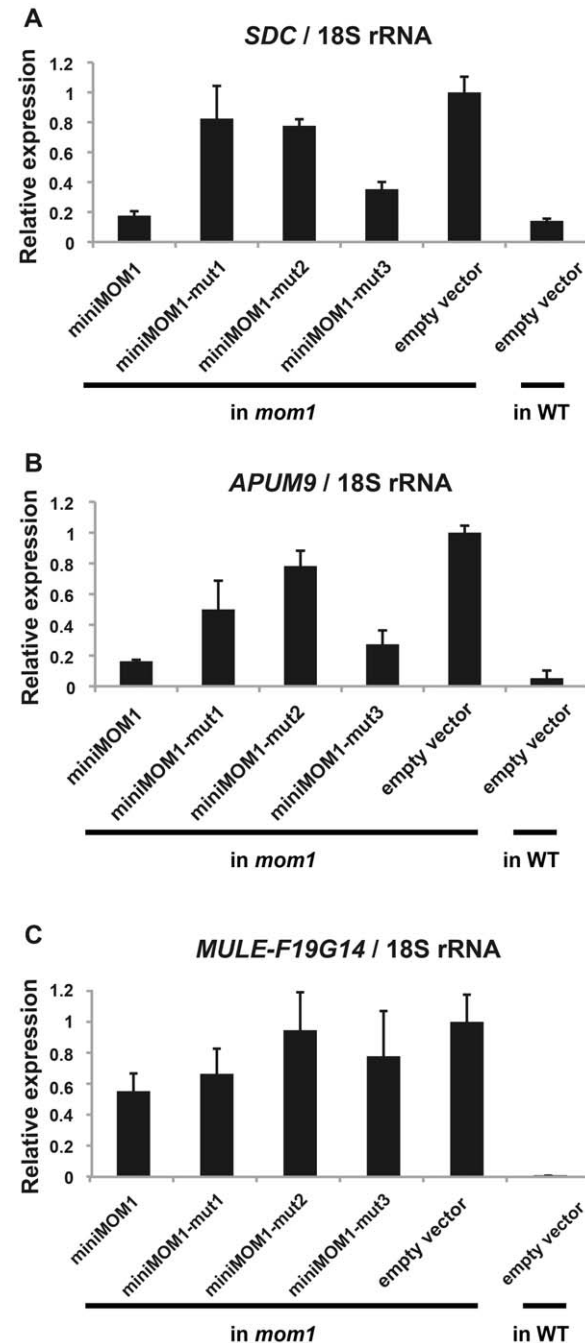 A
SDC / 18S rRNA
Relative expression
1.2
1
0.8
0.6
0.4
0.2
0
miniMOM1
miniMOM1-mut1
miniMOM1-mut2
miniMOM1-mut3
empty vector
empty vector
in mom1
in WT
B
APUM9 / 18S rRNA
Relative expression
1.2
1
0.8
0.6
0.4
0.2
0
miniMOM1
miniMOM1-mut1
miniMOM1-mut2
miniMOM1-mut3
empty vector
empty vector
in mom1
in WT
C
MULE-F19G14 / 18S rRNA
Relative expression
1.2
1
0.8
0.6
0.4
0.2
0
miniMOM1
miniMOM1-mut1
miniMOM1-mut2
miniMOM1-mut3
empty vector
empty vector
in mom1
in WT